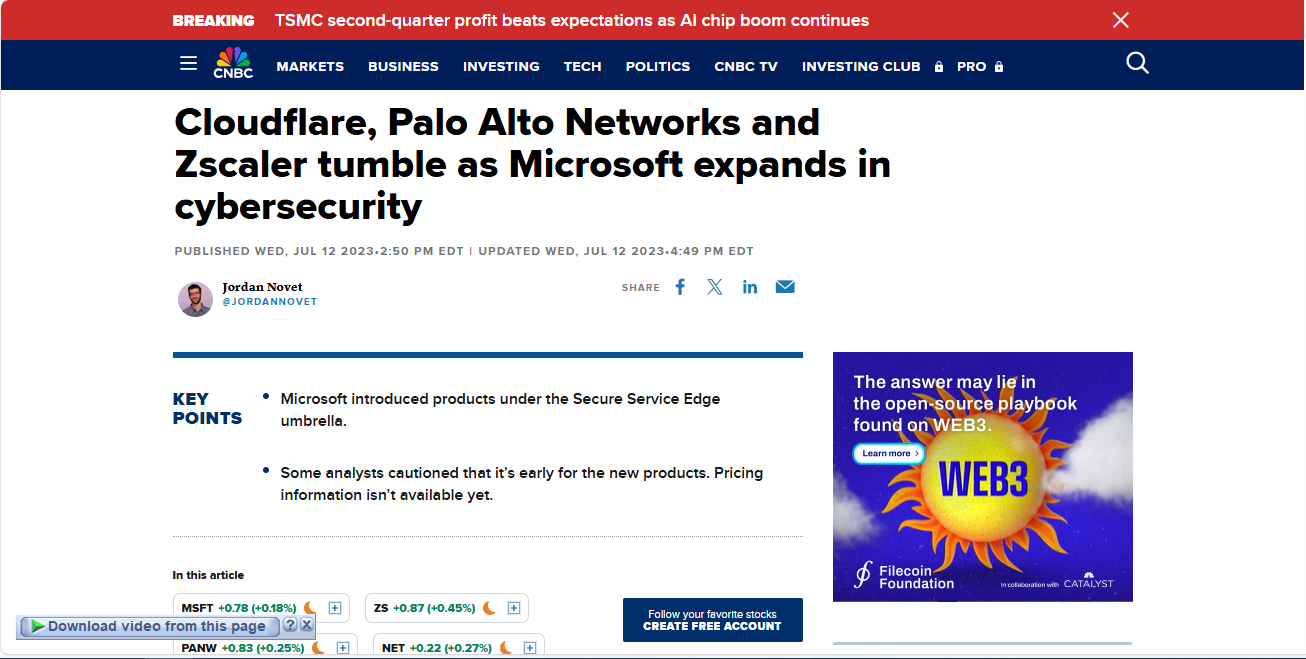 BREAKING TSMC second-quarter profit beats expectations as AI chip boom continues
CNBC MARKETS BUSINESS INVESTING TECH POLITICS CNBC TV INVESTING CLUB PRO
Cloudflare, Palo Alto Networks and
Zscaler tumble as Microsoft expands in
cybersecurity
PUBLISHED WED, JUL 12 2023•2:50 PM EDT | UPDATED WED, JUL 12 2023•4:49 PM EDT
Jordan Novet
@JORDANNOVET
SHARE
KEY
POINTS
• Microsoft introduced products under the Secure Service Edge
umbrella.
• Some analysts cautioned that it’s early for the new products. Pricing
information isn’t available yet.
The answer may lie in
the open-source playbook
found on WEB3.
Learn more >
WEB3
Filecoin
Foundation
In collaboration with CATALYST
In this article
MSFT +0.78 (+0.18%)
ZS +0.87 (+0.45%)
PANW +0.83 (+0.25%)
NET +0.22 (+0.27%)
Follow your favorite stocks
CREATE FREE ACCOUNT
Download video from this page ? X